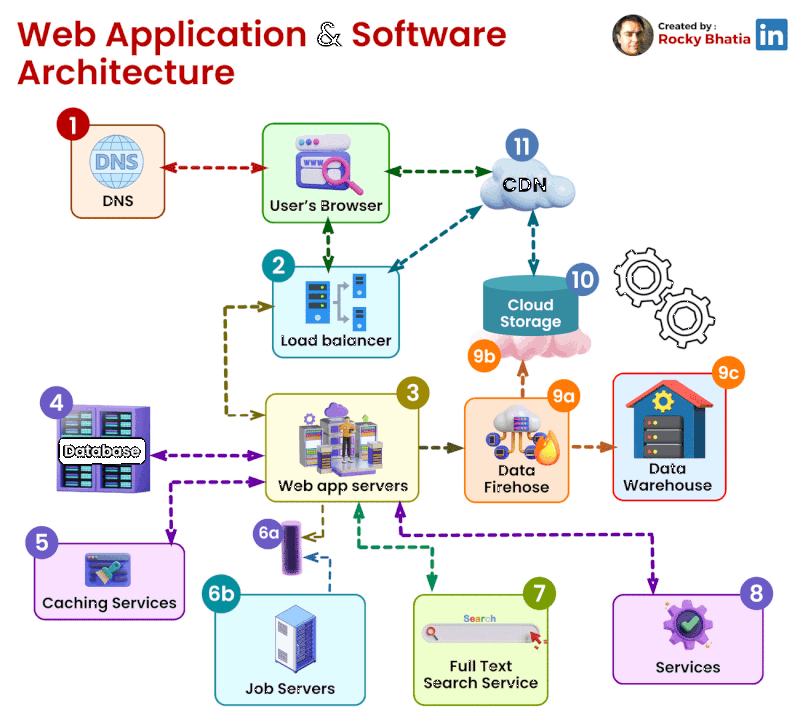 Web Application & Software
Architecture
Created by :
Rocky Bhatia
in
1
DNS
DNS
WWW
User's Browser
11
CDN
2
Load balancer
10
Cloud
Storage
9b
3
Web app servers
9a
Data
Firehose
9c
Data
Warehouse
4
Database
5
Caching Services
6a
6b
Job Servers
7
Search
Full Text
Search Service
8
Services